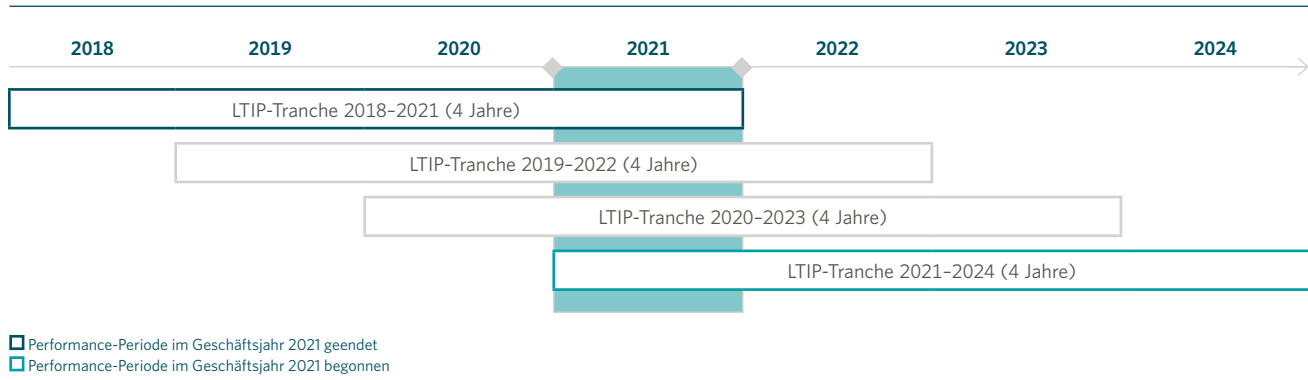 2018 2019 2020 2021 2022 2023 2024
LTIP-Tranche 2018–2021 (4 Jahre)
LTIP-Tranche 2019–2022 (4 Jahre)
LTIP-Tranche 2020–2023 (4 Jahre)
LTIP-Tranche 2021–2024 (4 Jahre)
Performance-Periode im Geschäftsjahr 2021 geendet
Performance-Periode im Geschäftsjahr 2021 begonnen